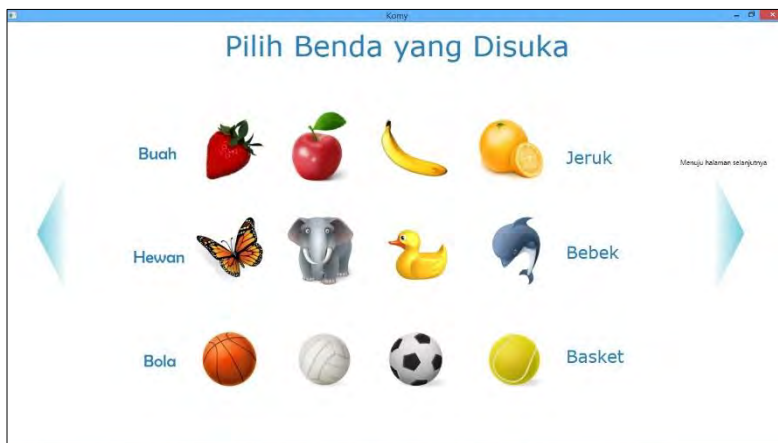 Komy
Pilih Benda yang Disuka
Buah
Jeruk
Menuju halaman selanjutnya
Hewan
Bebek
Bola
Basket